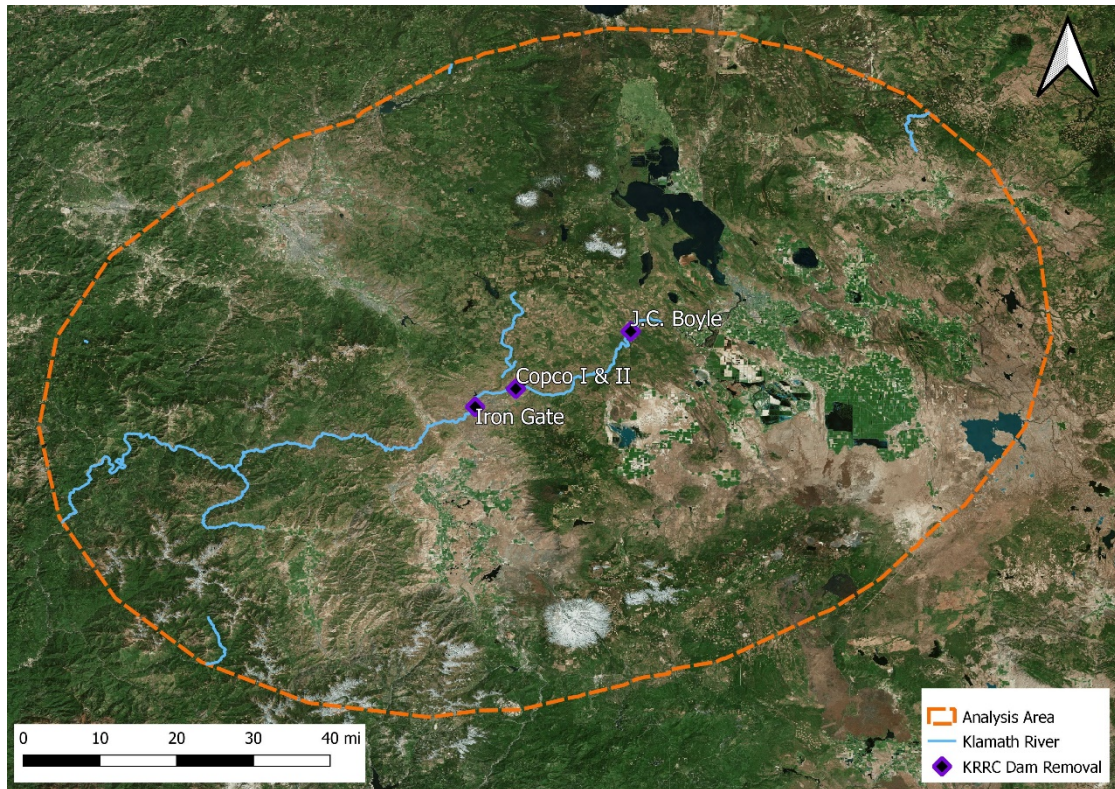 J.C. Boyle
Copco I & II
Iron Gate
0 10 20 30 40 mi
Analysis Area
Klamath River
KRRC Dam Removal